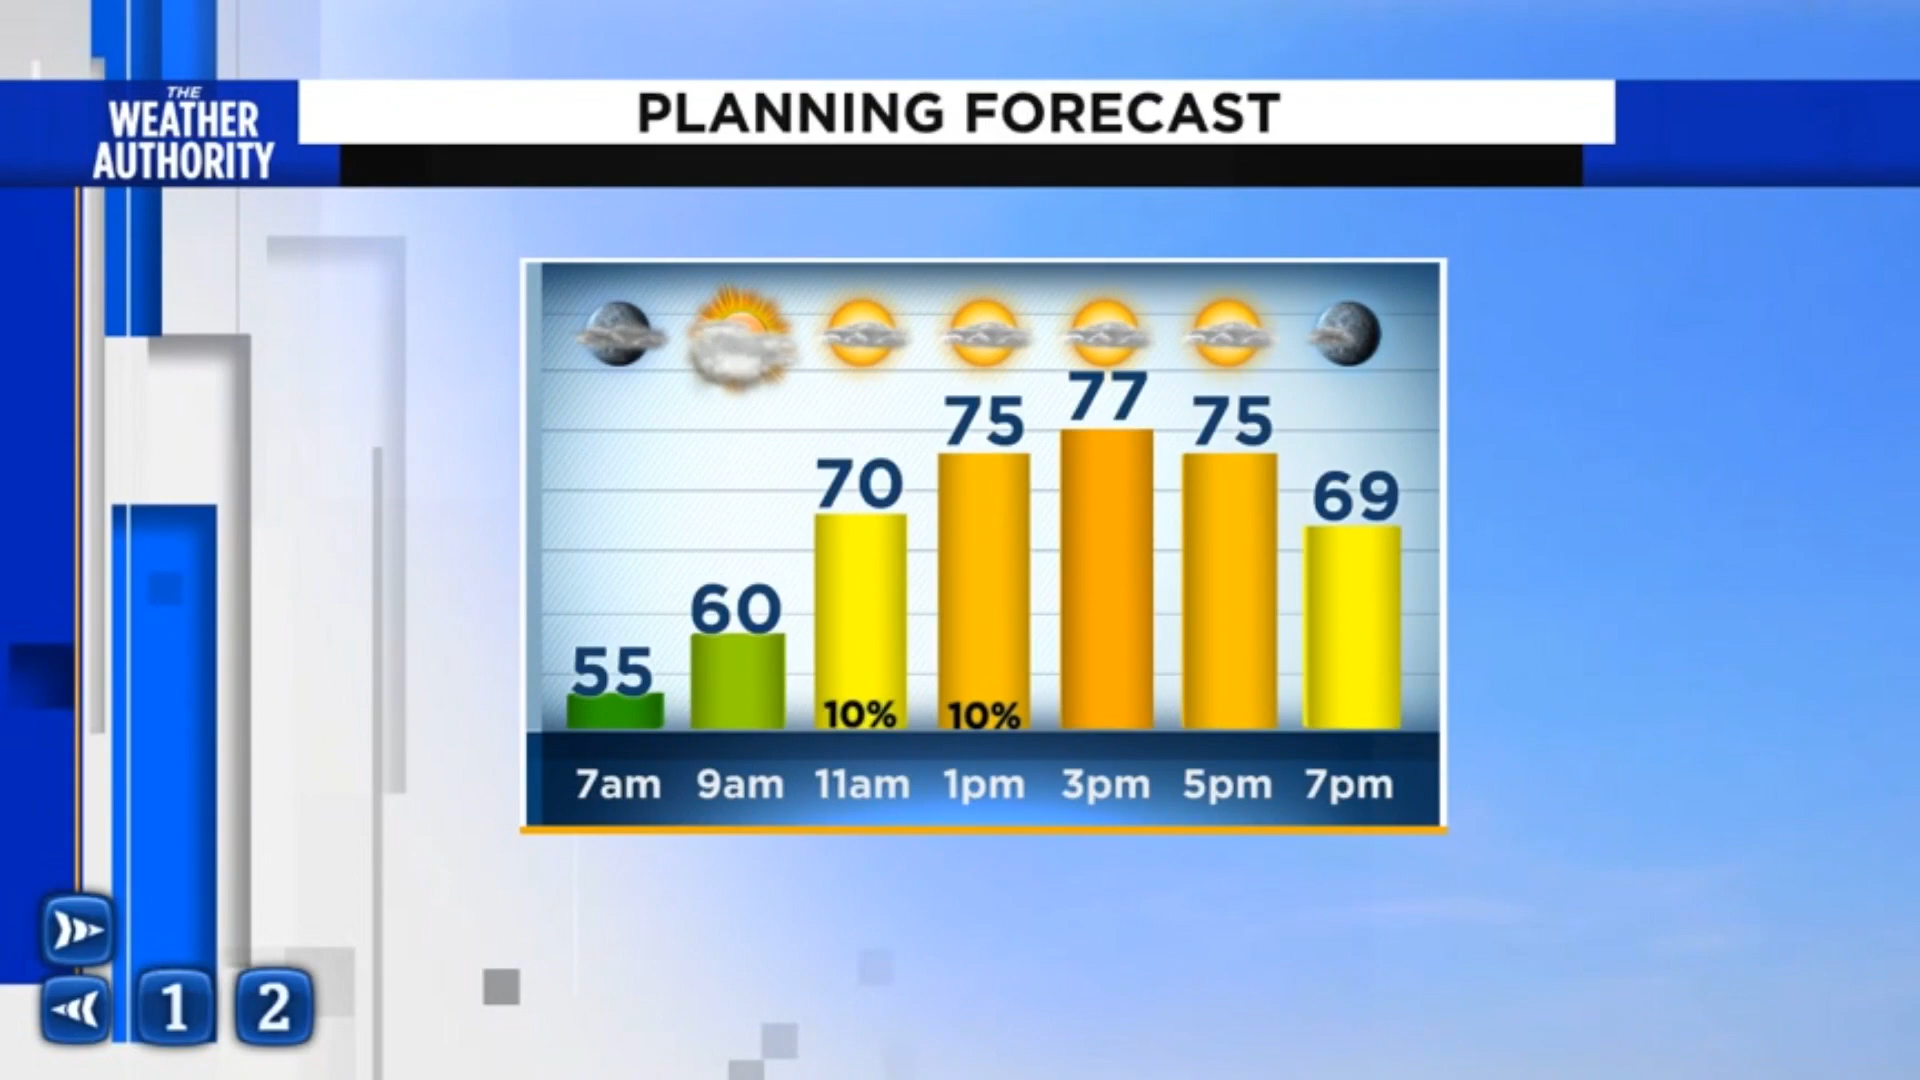 THE
WEATHER
AUTHORITY
PLANNING FORECAST
55 60 70 75 77 75 69
10% 10%
7am 9am 11am 1pm 3pm 5pm 7pm
1 2